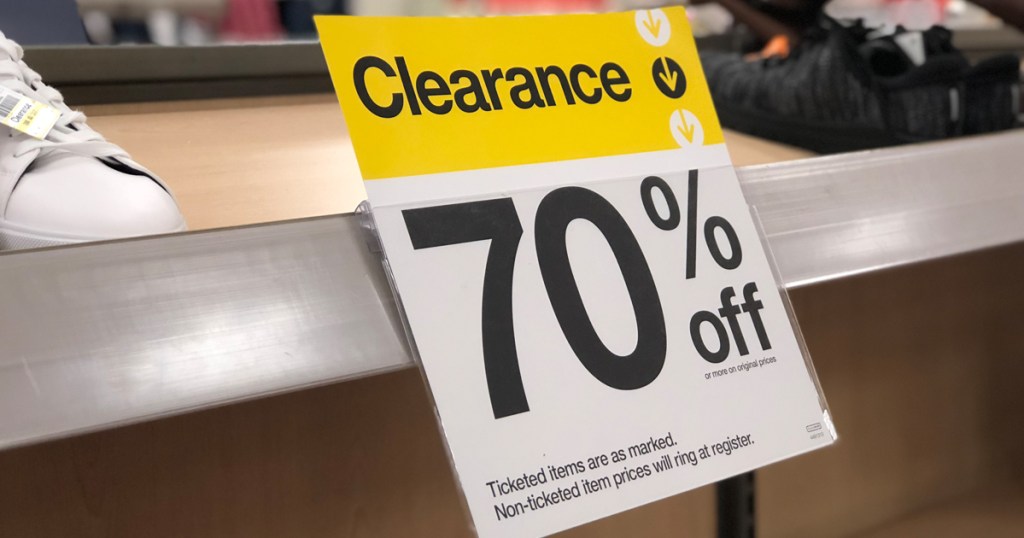 Clearance
70%
off
or more on original prices
Ticketed items are as marked.
Non-ticketed item prices will ring at register.